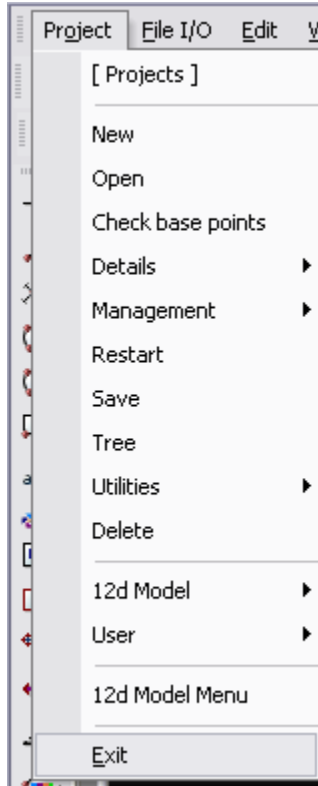 Project File I/O Edit
[ Projects ]
New
Open
Check base points
Details
Management
Restart
Save
Tree
Utilities
Delete
12d Model
User
12d Model Menu
Exit